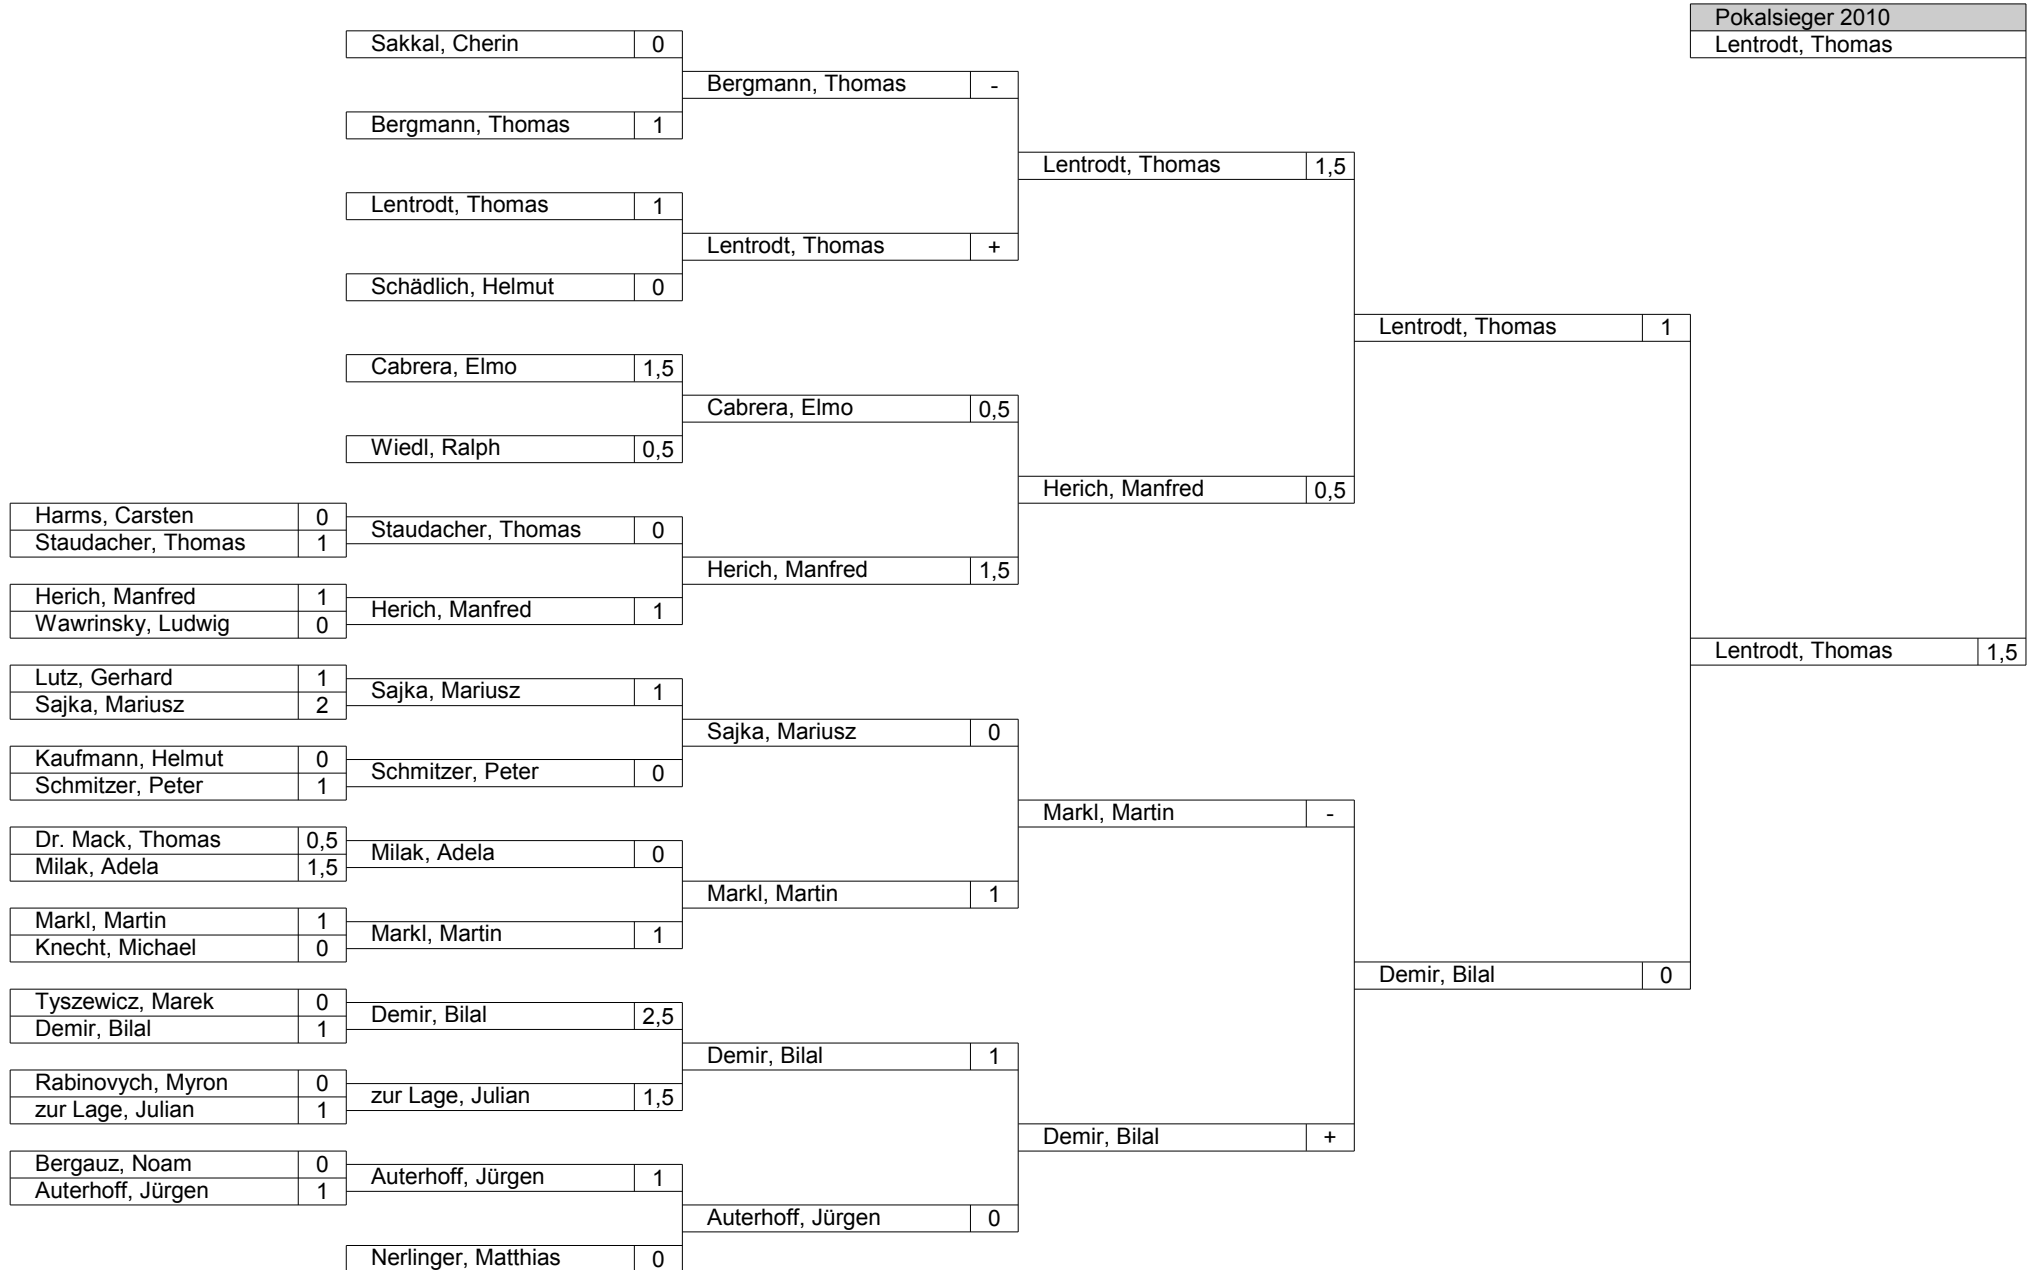 Pokalsieger 2010
Lentrodt, Thomas
Sakkal, Cherin 0
Bergmann, Thomas -
Bergmann, Thomas 1
Lentrodt, Thomas 1,5
Lentrodt, Thomas 1
Lentrodt, Thomas +
Schädlich, Helmut 0
Lentrodt, Thomas 1
Cabrera, Elmo 1,5
Cabrera, Elmo 0,5
Wiedl, Ralph 0,5
Herich, Manfred 0,5
Harms, Carsten 0
Staudacher, Thomas 1
Staudacher, Thomas 0
Herich, Manfred 1,5
Herich, Manfred 1
Wawrinsky, Ludwig 0
Herich, Manfred 1
Lentrodt, Thomas 1,5
Lutz, Gerhard 1
Sajka, Mariusz 2
Sajka, Mariusz 1
Sajka, Mariusz 0
Kaufmann, Helmut 0
Schmitzer, Peter 1
Schmitzer, Peter 0
Markl, Martin -
Dr. Mack, Thomas 0,5
Milak, Adela 1,5
Milak, Adela 0
Markl, Martin 1
Markl, Martin 1
Knecht, Michael 0
Markl, Martin 1
Demir, Bilal 0
Tyszewicz, Marek 0
Demir, Bilal 1
Demir, Bilal 2,5
Demir, Bilal 1
Rabinovych, Myron 0
zur Lage, Julian 1
zur Lage, Julian 1,5
Demir, Bilal +
Bergauz, Noam 0
Auterhoff, Jürgen 1
Auterhoff, Jürgen 1
Auterhoff, Jürgen 0
Nerlinger, Matthias 0